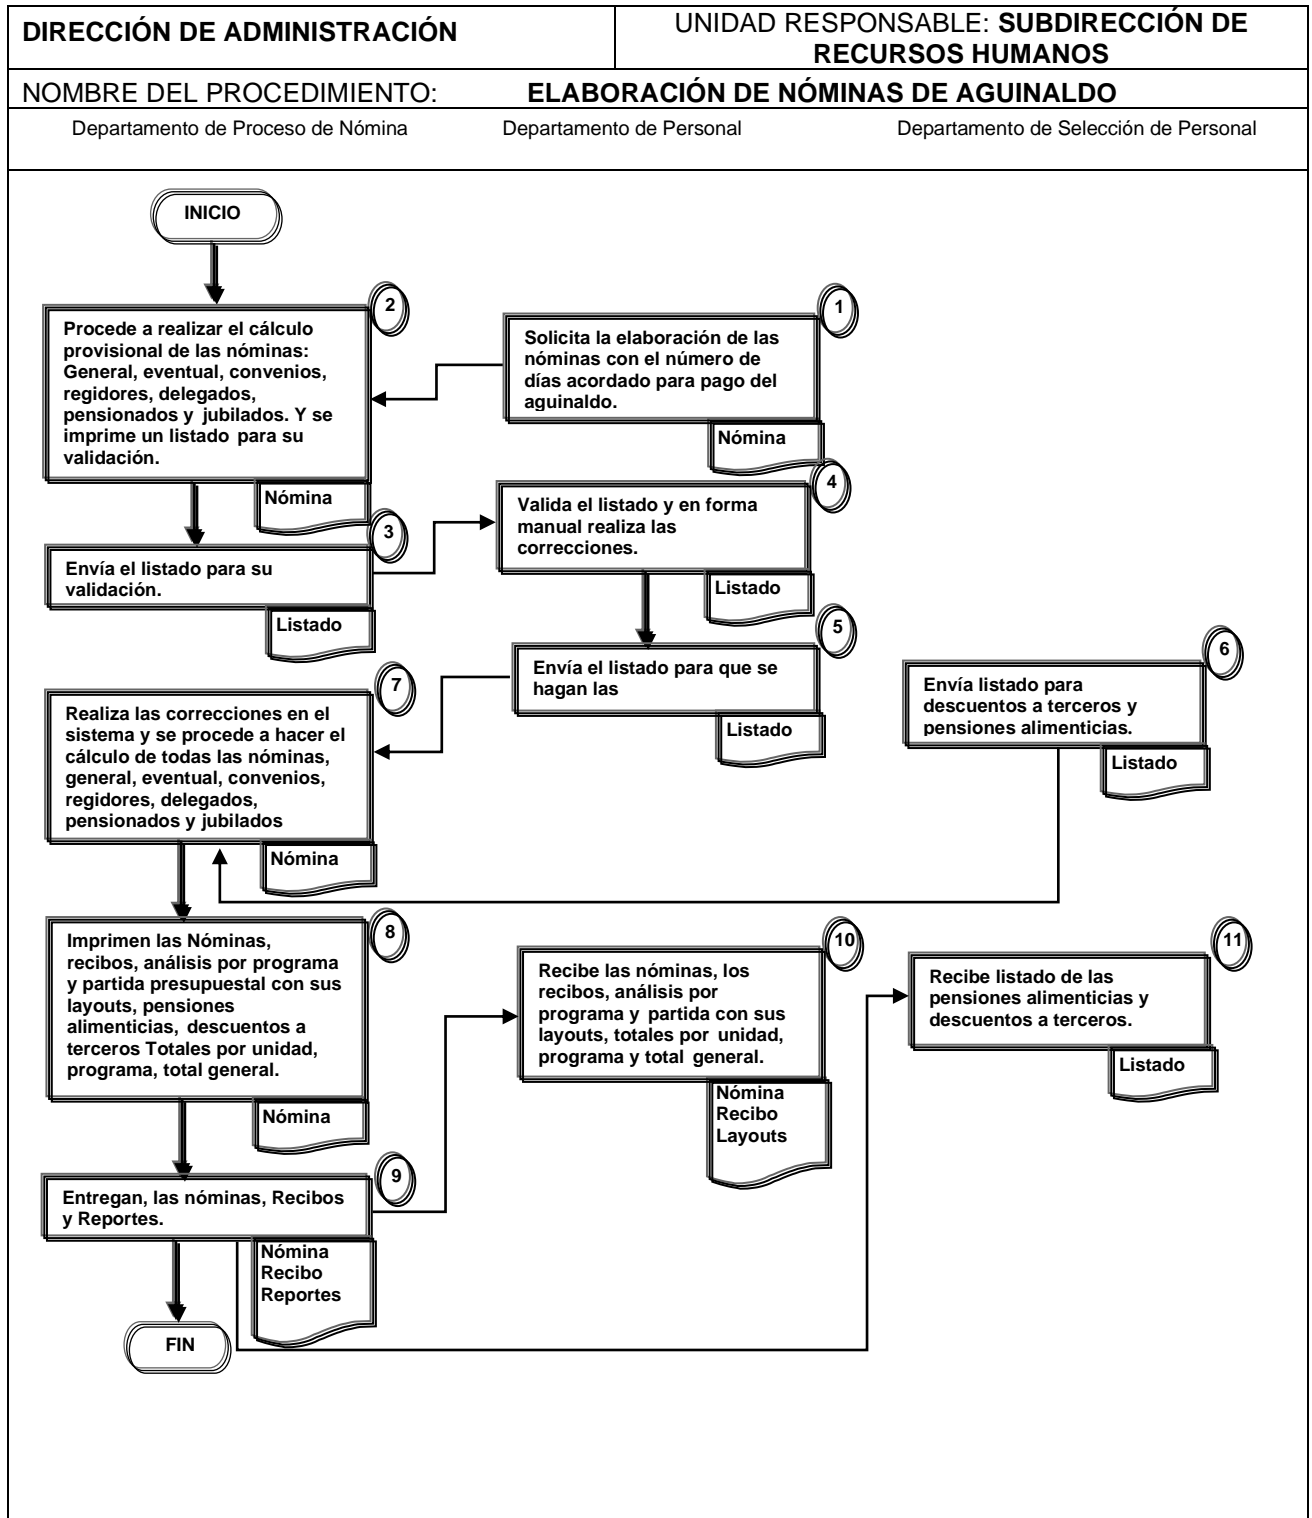 DIRECCIÓN DE ADMINISTRACIÓN
UNIDAD RESPONSABLE: SUBDIRECCIÓN DE
RECURSOS HUMANOS
NOMBRE DEL PROCEDIMIENTO: ELABORACIÓN DE NÓMINAS DE AGUINALDO
Departamento de Proceso de Nómina
Departamento de Personal
Departamento de Selección de Personal
INICIO
2
Procede a realizar el cálculo
provisional de las nóminas:
General, eventual, convenios,
regidores, delegados,
pensionados y jubilados. Y se
imprime un listado para su
validación.
Nómina
1
Solicita la elaboración de las
nóminas con el número de
días acordado para pago del
aguinaldo.
Nómina
3
Envía el listado para su
validación.
Listado
4
Valida el listado y en forma
manual realiza las
correcciones.
Listado
5
Envía el listado para que se
hagan las
Listado
6
Envía listado para
descuentos a terceros y
pensiones alimenticias.
Listado
7
Realiza las correcciones en el
sistema y se procede a hacer el
cálculo de todas las nóminas,
general, eventual, convenios,
regidores, delegados,
pensionados y jubilados
Nómina
8
Imprimen las Nóminas,
recibos, análisis por programa
y partida presupuestal con sus
layouts, pensiones
alimenticias, descuentos a
terceros Totales por unidad,
programa, total general.
Nómina
9
Entregan, las nóminas, Recibos
y Reportes.
Nómina
Recibo
Reportes
10
Recibe las nóminas, los
recibos, análisis por
programa y partida con sus
layouts, totales por unidad,
programa y total general.
Nómina
Recibo
Layouts
11
Recibe listado de las
pensiones alimenticias y
descuentos a terceros.
Listado
FIN